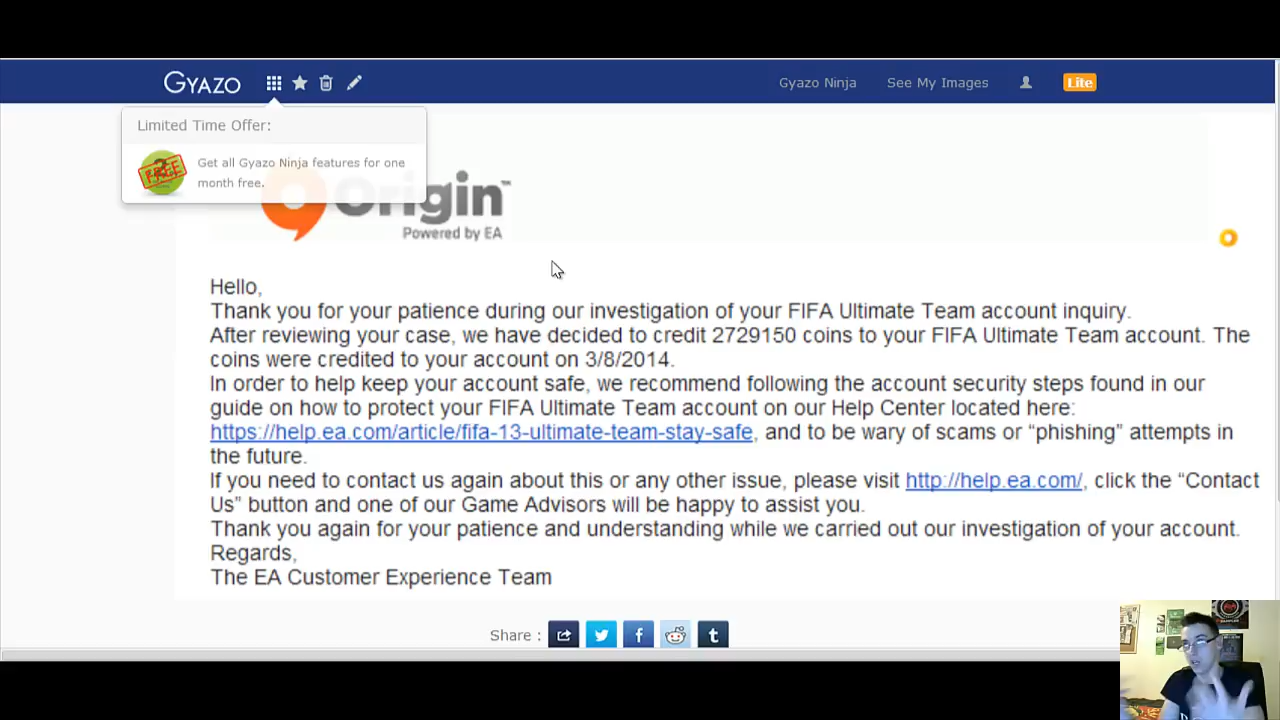 GYAZO
Gyazo Ninja See My Images Lite
Limited Time Offer:
FREE
Get all Gyazo Ninja features for one
month free.
Origin™
Powered by EA
Hello,
Thank you for your patience during our investigation of your FIFA Ultimate Team account inquiry.
After reviewing your case, we have decided to credit 2729150 coins to your FIFA Ultimate Team account. The
coins were credited to your account on 3/8/2014.
In order to help keep your account safe, we recommend following the account security steps found in our
guide on how to protect your FIFA Ultimate Team account on our Help Center located here:
https://help.ea.com/article/fifa-13-ultimate-team-stay-safe, and to be wary of scams or “phishing” attempts in
the future.
If you need to contact us again about this or any other issue, please visit http://help.ea.com/, click the “Contact
Us” button and one of our Game Advisors will be happy to assist you.
Thank you again for your patience and understanding while we carried out our investigation of your account.
Regards,
The EA Customer Experience Team
Share :